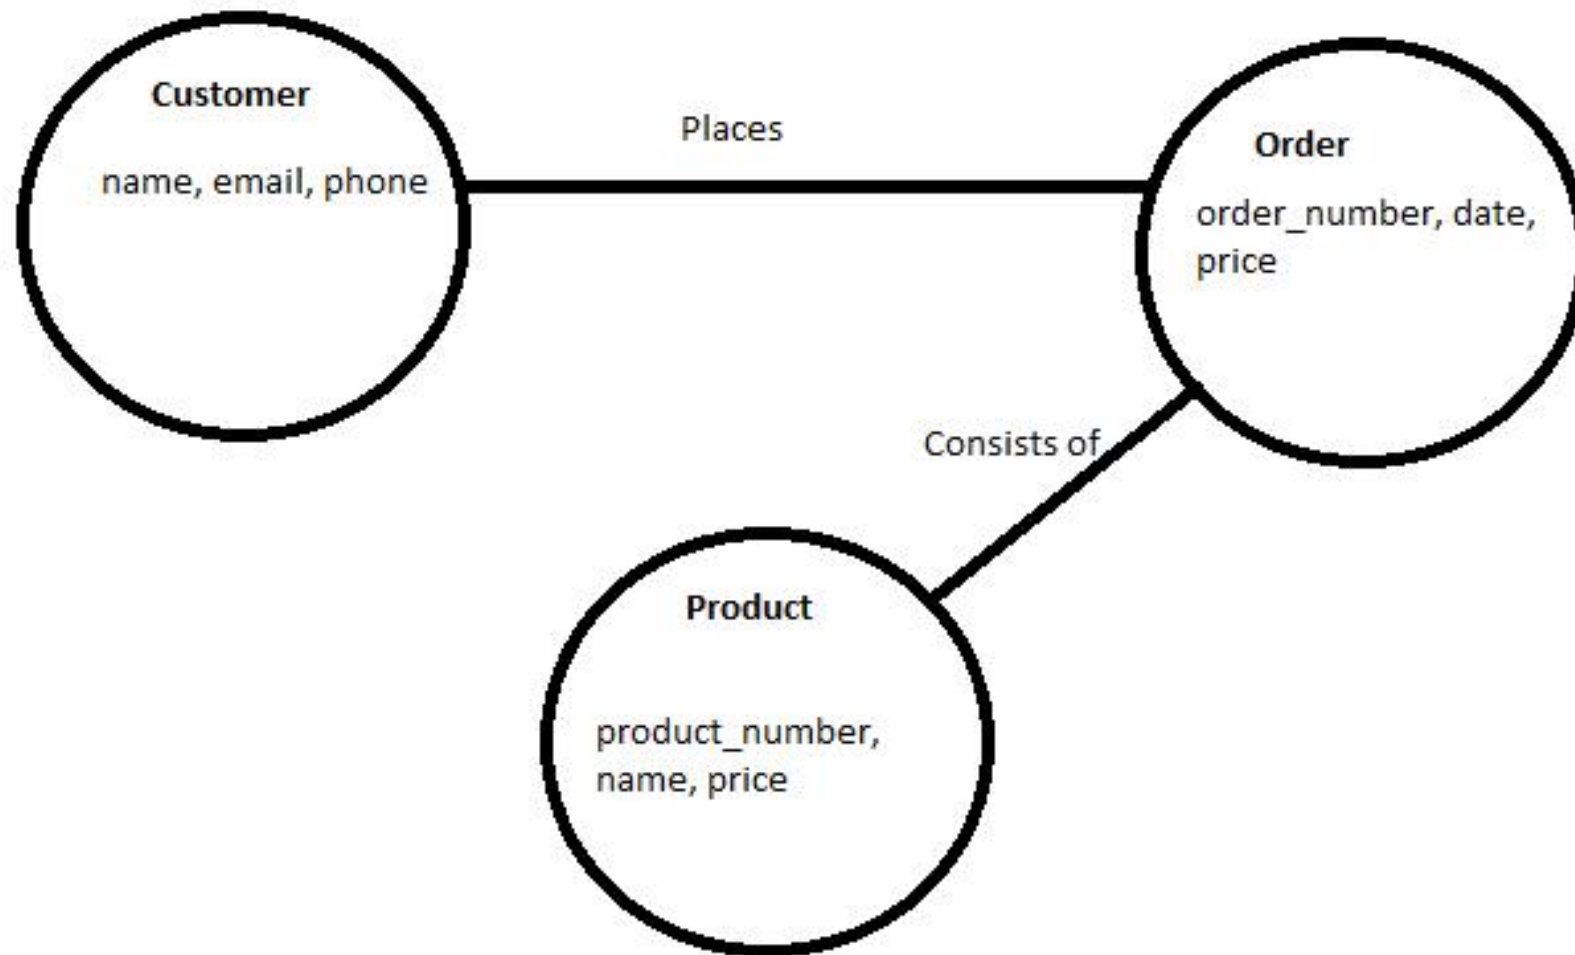 Customer
name, email, phone
Places
Order
order_number, date,
price
Consists of
Product
product_number,
name, price